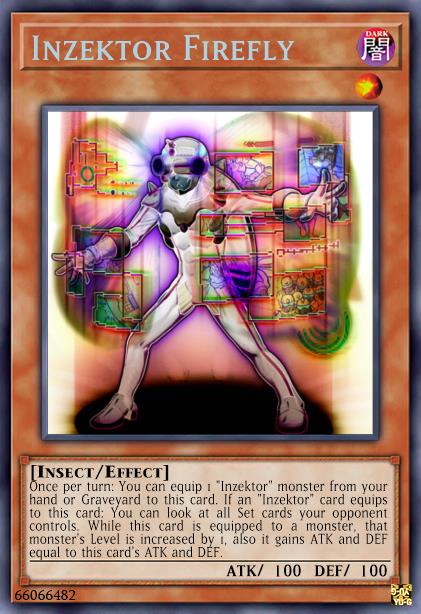 Inzektor Firefly
DARK
闇
[Insect/Effect]
Once per turn: You can equip 1 "Inzektor" monster from your
hand or Graveyard to this card. If an "Inzektor" card equips
to this card: You can look at all Set cards your opponent
controls. While this card is equipped to a monster, that
monster's Level is increased by 1, also it gains ATK and DEF
equal to this card's ATK and DEF.
ATK/ 100 DEF/ 100
66066482